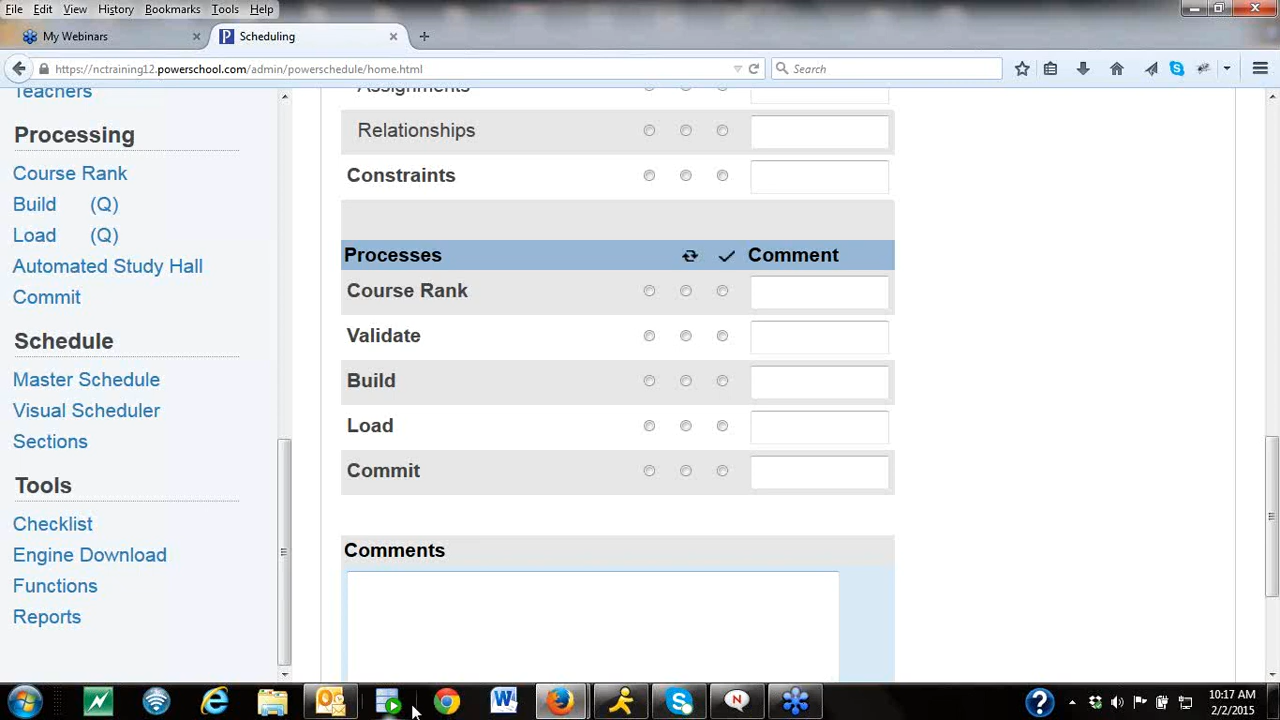 File Edit View History Bookmarks Tools Help
My Webinars
Scheduling
https://nctraining12.powerschool.com/admin/powerschedule/home.html
Search
Teachers
Processing
Course Rank
Build (Q)
Load (Q)
Automated Study Hall
Commit
Schedule
Master Schedule
Visual Scheduler
Sections
Tools
Checklist
Engine Download
Functions
Reports
Assignments
Relationships
Constraints
Processes Comment
Course Rank
Validate
Build
Load
Commit
Comments
10:17 AM
2/2/2015